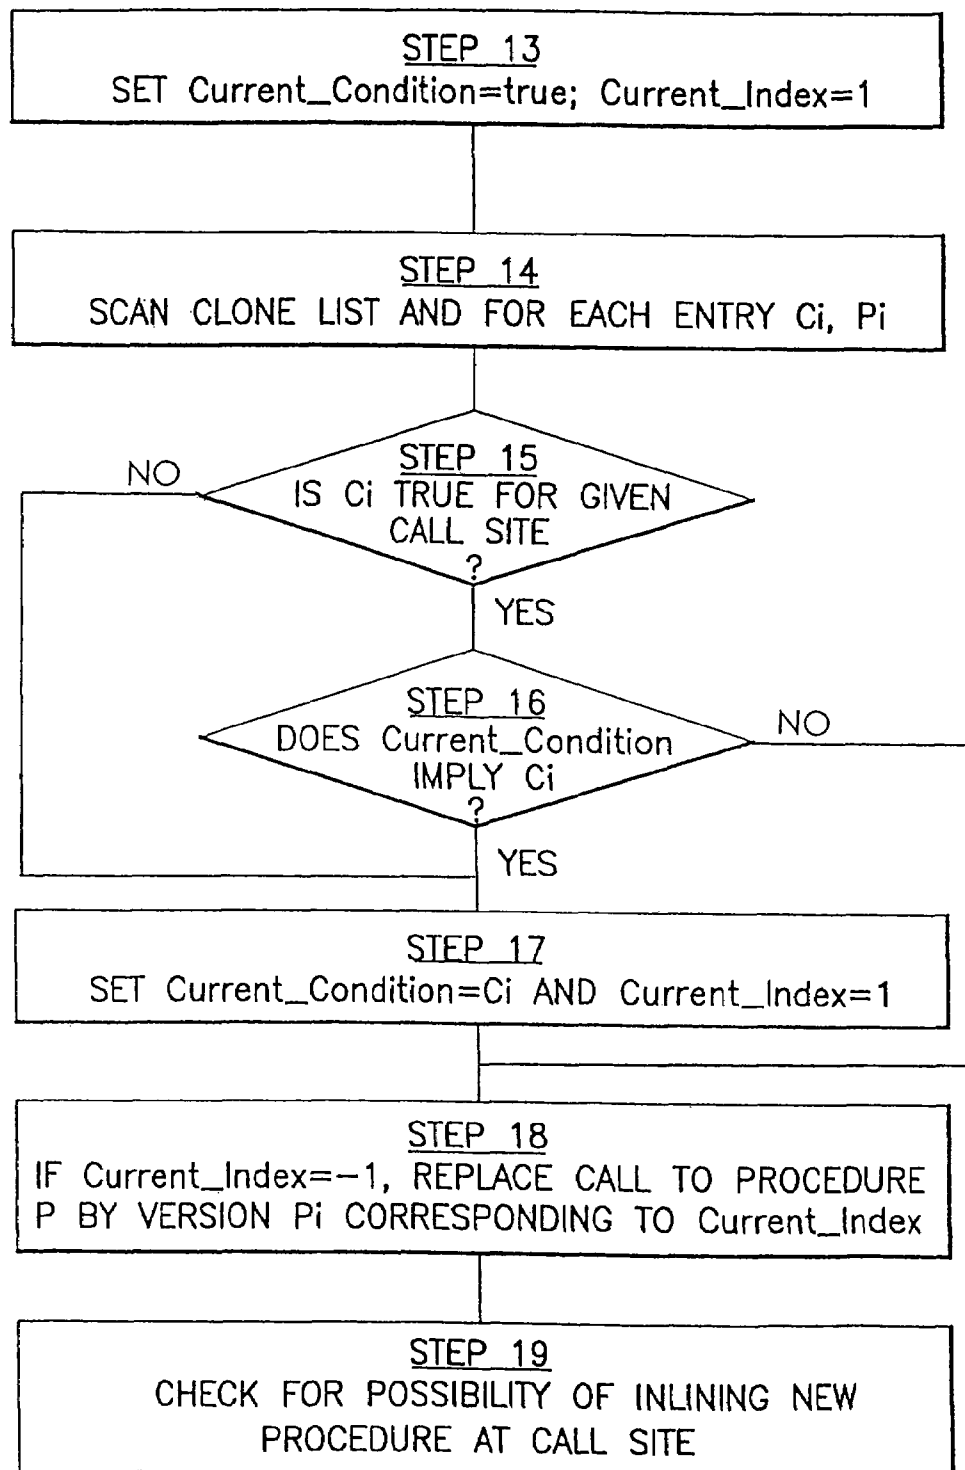 STEP 13
SET Current_Condition=true; Current_Index=1
STEP 14
SCAN CLONE LIST AND FOR EACH ENTRY Ci, Pi
NO
STEP 15
IS Ci TRUE FOR GIVEN
CALL SITE
?
YES
STEP 16
DOES Current_Condition
IMPLY Ci
?
NO
YES
STEP 17
SET Current_Condition=Ci AND Current_Index=1
STEP 18
IF Current_Index=-1, REPLACE CALL TO PROCEDURE
P BY VERSION Pi CORRESPONDING TO Current_Index
STEP 19
CHECK FOR POSSIBILITY OF INLINING NEW
PROCEDURE AT CALL SITE